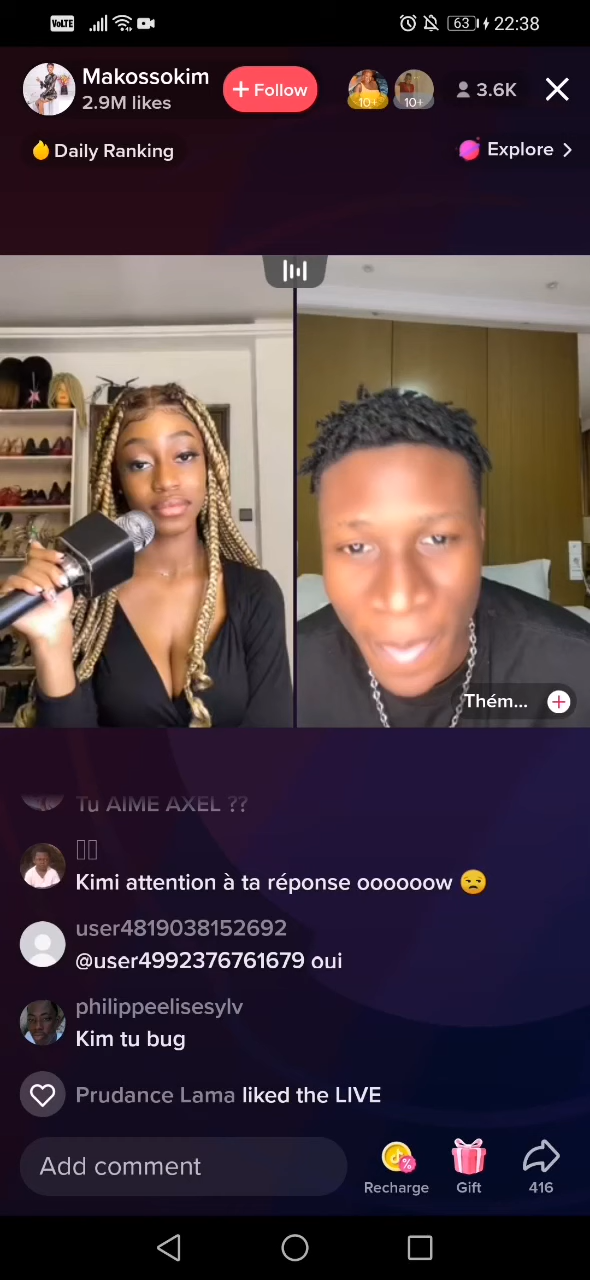 VoLTE 63 22:38
Makossokim
2.9M likes
+ Follow
10+ 10+
3.6K
Daily Ranking
Explore >
Thém...
Tu AIME AXEL ??
Kimi attention à ta réponse oooooow 😒
user4819038152692
@user4992376761679 oui
philippeelisesylv
Kim tu bug
Prudance Lama liked the LIVE
Add comment
Recharge
Gift
416